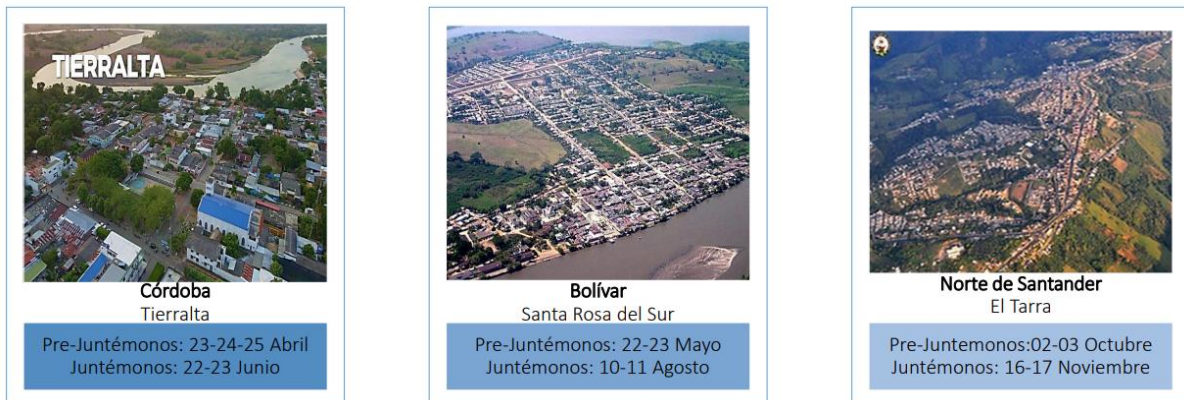 TIERRALTA
Córdoba
Tierralta
Pre-Juntémonos: 23-24-25 Abril
Juntémonos: 22-23 Junio
Bolívar
Santa Rosa del Sur
Pre-Juntémonos: 22-23 Mayo
Juntémonos: 10-11 Agosto
Norte de Santander
El Tarra
Pre-Juntemonos:02-03 Octubre
Juntémonos: 16-17 Noviembre